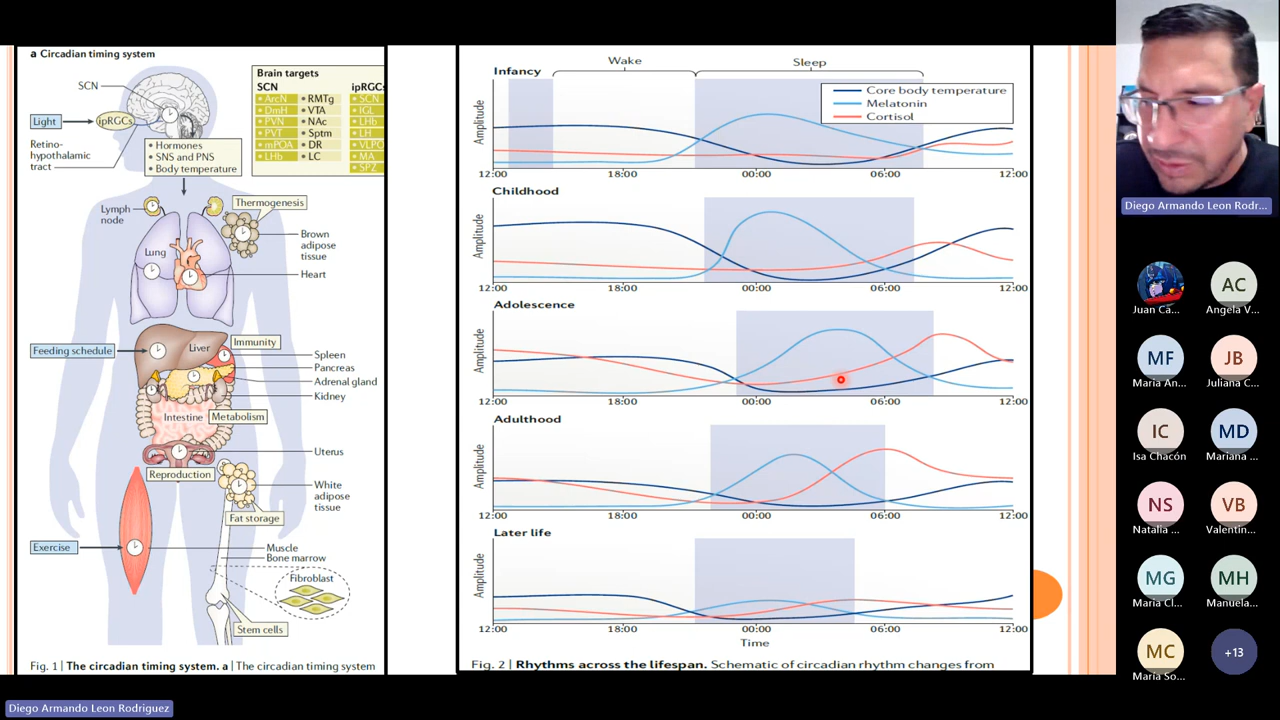 a Circadian timing system
SCN
Light
ipRGCs
Retino-
hypothalamic
tract
• Hormones
• SNS and PNS
• Body temperature
Brain targets
SCN
• ArcN
• DmH
• PVN
• PVT
• mPOA
• LHb
• RMTg
• VTA
• NAc
• Sptm
• DR
• LC
ipRGCs
• SCN
• IGL
• LHb
• LH
• VLPO
• MA
• SPZ
Lymph
node
Thermogenesis
Brown
adipose
tissue
Lung
Heart
Feeding schedule
Liver
Immunity
Spleen
Pancreas
Adrenal gland
Kidney
Intestine
Metabolism
Uterus
Reproduction
White
adipose
tissue
Fat storage
Exercise
Muscle
Bone marrow
Fibroblast
Stem cells
Fig. 1 | The circadian timing system. a | The circadian timing system
Wake
Sleep
Infancy
Core body temperature
Melatonin
Cortisol
Amplitude
12:00 18:00 00:00 06:00 12:00
Childhood
Amplitude
12:00 18:00 00:00 06:00 12:00
Adolescence
Amplitude
12:00 18:00 00:00 06:00 12:00
Adulthood
Amplitude
12:00 18:00 00:00 06:00 12:00
Later life
Amplitude
12:00 18:00 00:00 06:00 12:00
Time
Fig. 2 | Rhythms across the lifespan. Schematic of circadian rhythm changes from
Diego Armando Leon Rodr...
Juan Ca...
AC
Angela V...
MF
Maria An...
JB
Juliana C...
IC
Isa Chacón
MD
Mariana ...
NS
Natalia ...
VB
Valentin...
MG
Maria Cl...
MH
Manuela...
MC
Maria So...
+13
Diego Armando Leon Rodriguez